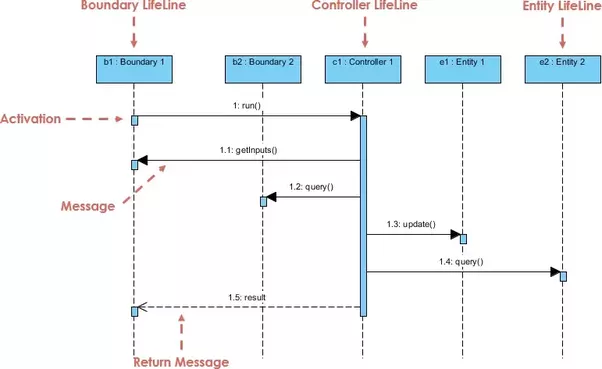 Boundary LifeLine
Controller LifeLine
Entity LifeLine
b1 : Boundary 1
b2 : Boundary 2
c1 : Controller 1
e1 : Entity 1
e2 : Entity 2
1: run()
Activation
1.1: getInputs()
1.2: query()
Message
1.3: update()
1.4: query()
1.5: result
Return Message